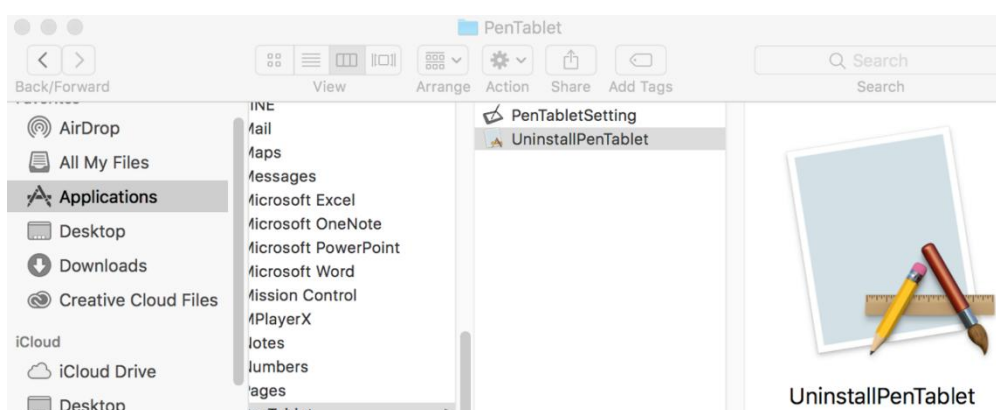 PenTablet
Back/Forward
View
Arrange
Action
Share
Add Tags
Search
Search
AirDrop
All My Files
Applications
Desktop
Downloads
Creative Cloud Files
iCloud
iCloud Drive
Desktop
INE
Mail
Maps
Messages
Microsoft Excel
Microsoft OneNote
Microsoft PowerPoint
Microsoft Word
Mission Control
MPlayerX
Notes
Numbers
Pages
PenTabletSetting
UninstallPenTablet
UninstallPenTablet